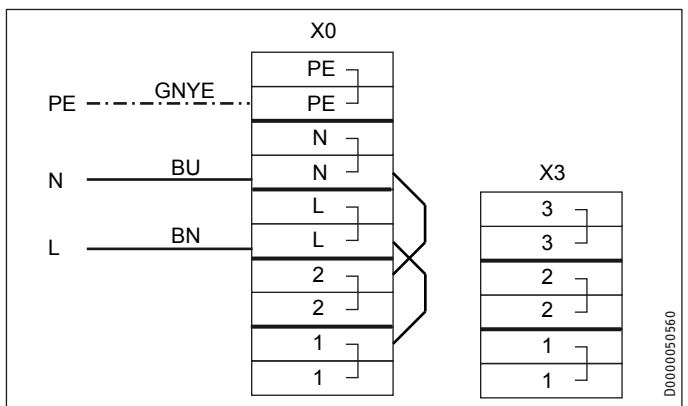 X0
PE
PE GNYE PE
N
N BU N
L
L BN L
2
2
1
1
X3
3
3
2
2
1
1
D0000050560